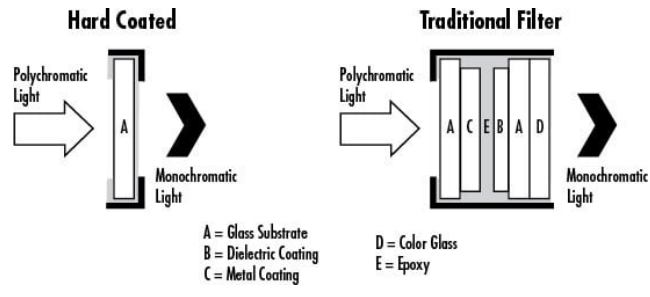 Hard Coated
Polychromatic
Light
A
Monochromatic
Light
Traditional Filter
Polychromatic
Light
A C E B A D
Monochromatic
Light
A = Glass Substrate
B = Dielectric Coating
C = Metal Coating
D = Color Glass
E = Epoxy